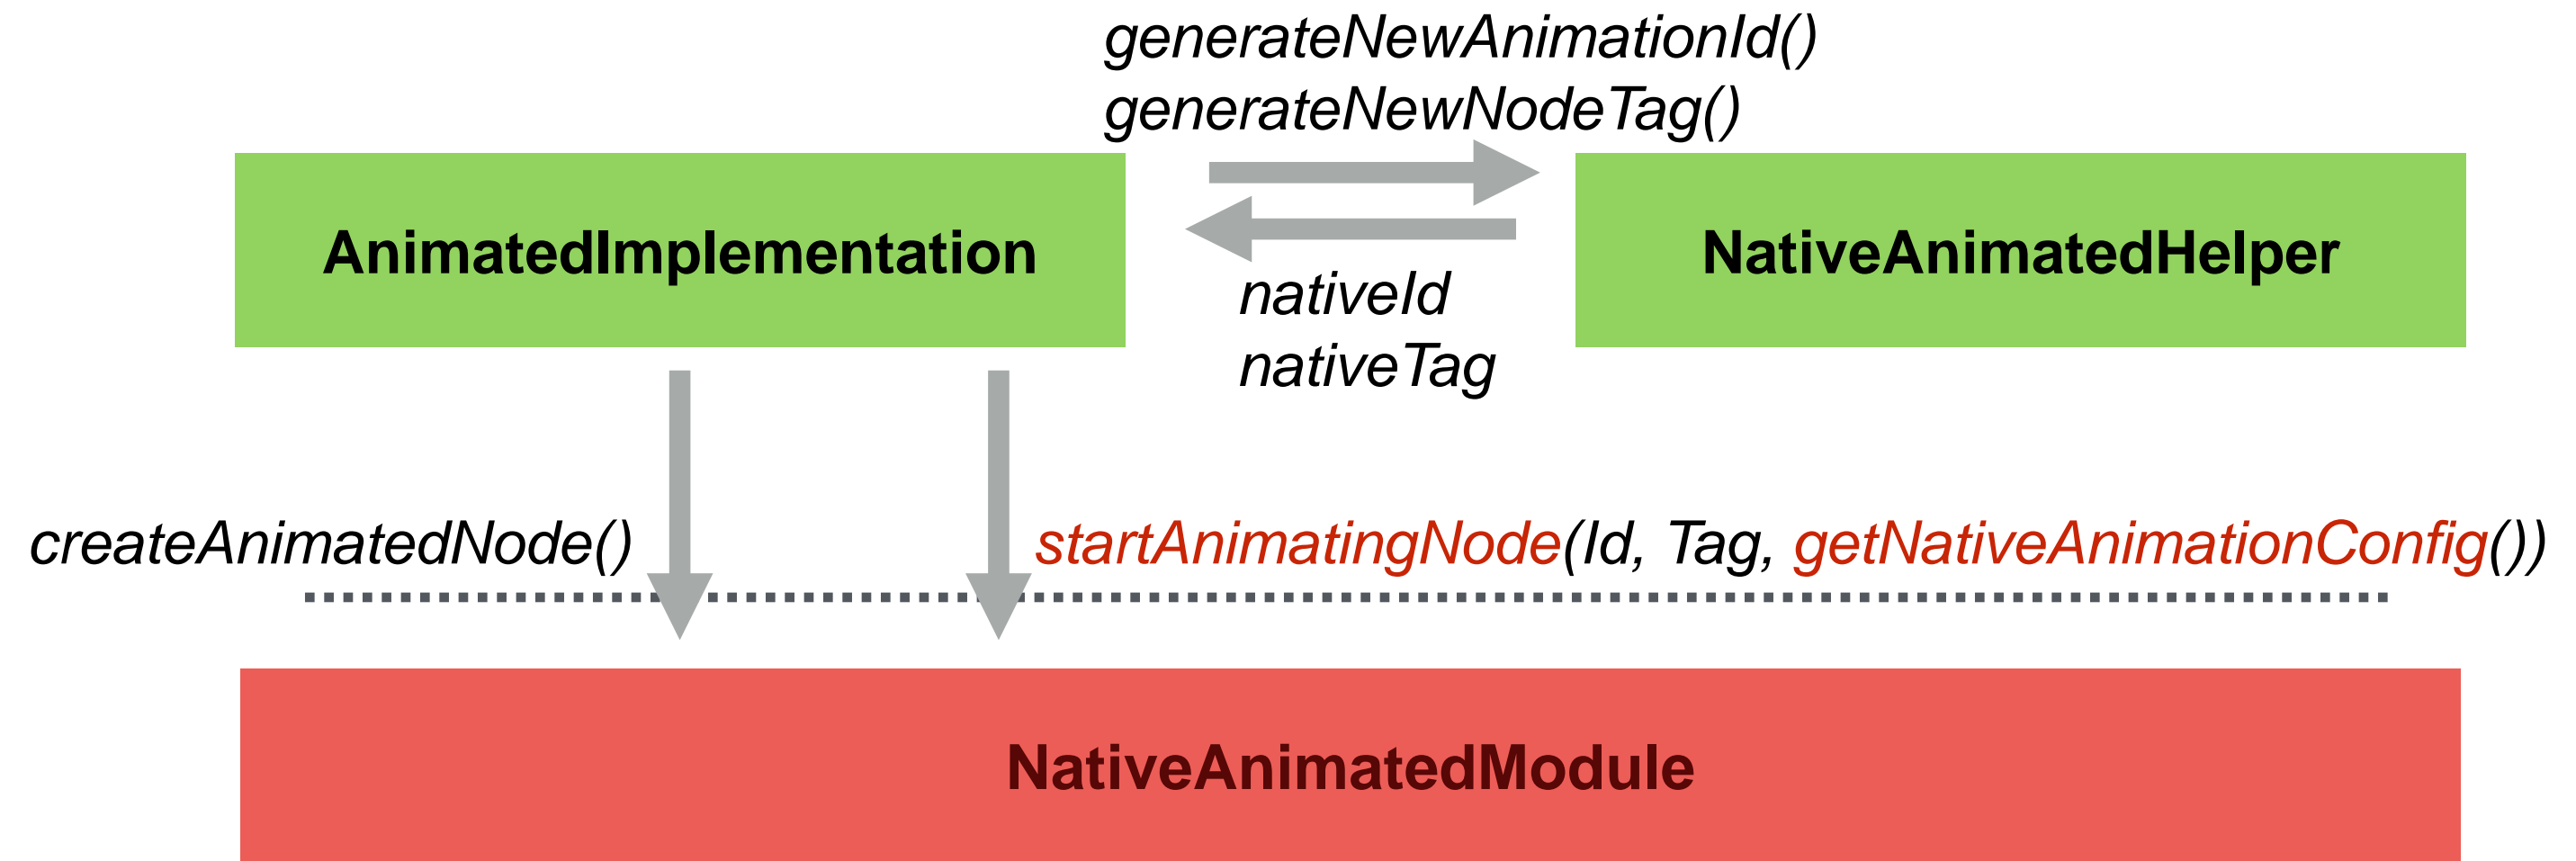 generateNewAnimationId()
generateNewNodeTag()
AnimatedImplementation
NativeAnimatedHelper
nativeId
nativeTag
createAnimatedNode()
startAnimatingNode(Id, Tag, getNativeAnimationConfig())
NativeAnimatedModule